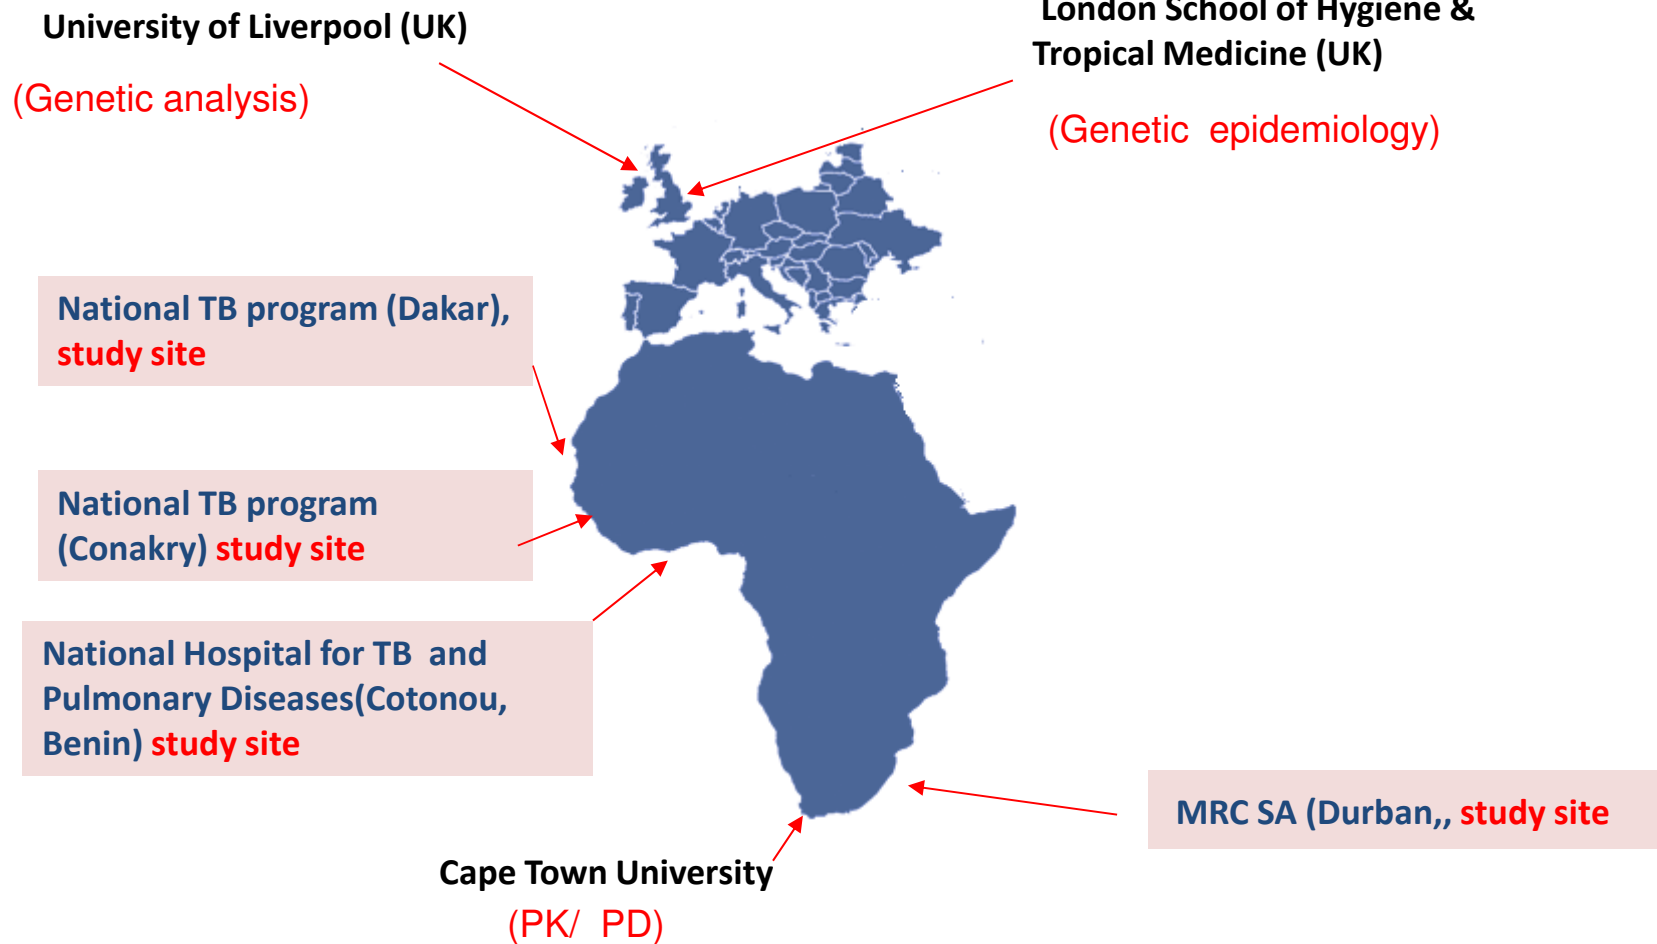 University of Liverpool (UK)
(Genetic analysis)
London School of Hygiene &
Tropical Medicine (UK)
(Genetic epidemiology)
National TB program (Dakar),
study site
National TB program
(Conakry) study site
National Hospital for TB and
Pulmonary Diseases(Cotonou,
Benin) study site
MRC SA (Durban,, study site
Cape Town University
(PK/ PD)